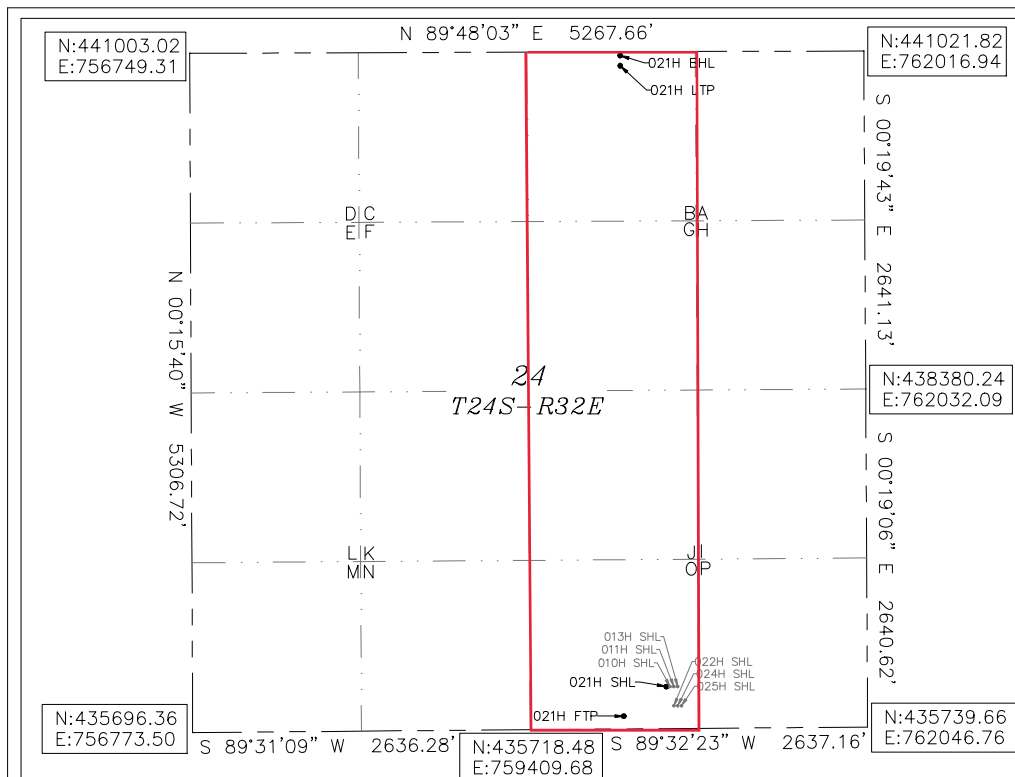 N 89°48'03" E 5267.66'
N:441003.02
E:756749.31
N:441021.82
E:762016.94
021H BHL
021H LTP
S 00°19'43" E 2641.13'
D C
E F
B A
G H
N 00°15'40" W 5306.72'
24
T24S-R32E
N:438380.24
E:762032.09
S 00°19'06" E 2640.62'
L K
M N
J I
O P
013H SHL
011H SHL
010H SHL
021H SHL
022H SHL
024H SHL
025H SHL
021H FTP
N:435696.36
E:756773.50
S 89°31'09" W 2636.28'
N:435718.48
E:759409.68
S 89°32'23" W 2637.16'
N:435739.66
E:762046.76